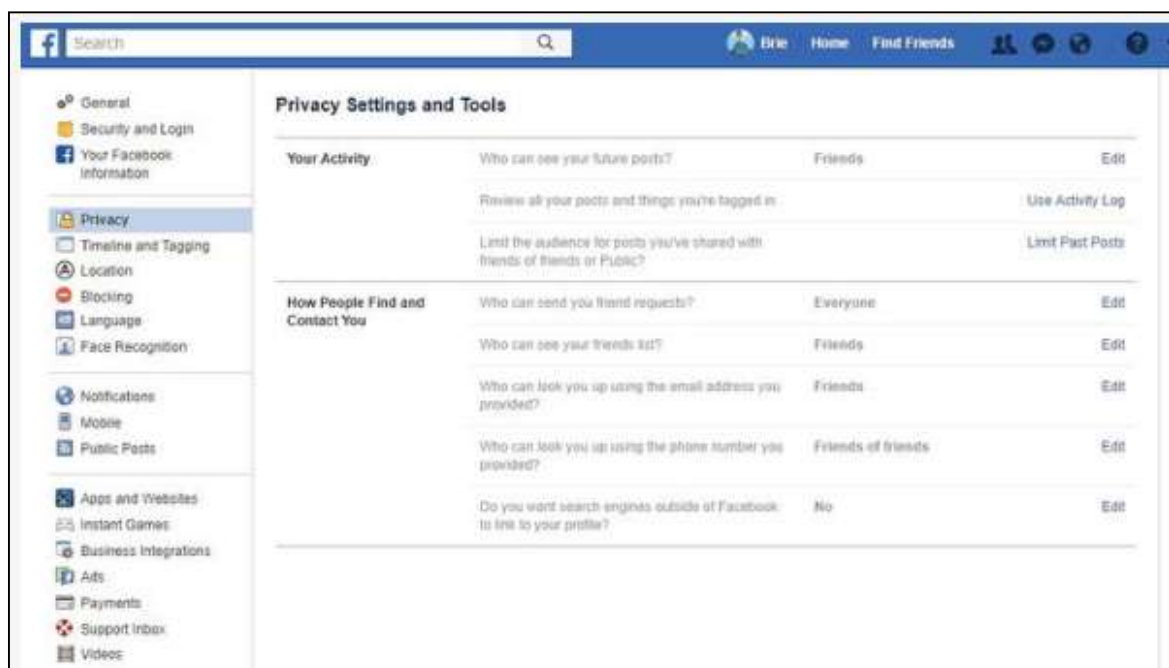 Search
Brie Home Find Friends
General
Security and Login
Your Facebook
Information
Privacy
Timeline and Tagging
Location
Blocking
Language
Face Recognition
Notifications
Mobile
Public Posts
Apps and Websites
Instant Games
Business Integrations
Ads
Payments
Support Inbox
Videos
Privacy Settings and Tools
Your Activity Who can see your future posts? Friends Edit
Review all your posts and things you're tagged in Use Activity Log
Limit the audience for posts you've shared with Limit Past Posts
friends of friends or Public?
How People Find and Who can send you friend requests? Everyone Edit
Contact You
Who can see your friends list? Friends Edit
Who can look you up using the email address you Friends Edit
provided?
Who can look you up using the phone number you Friends of friends Edit
provided?
Do you want search engines outside of Facebook No Edit
to link to your profile?